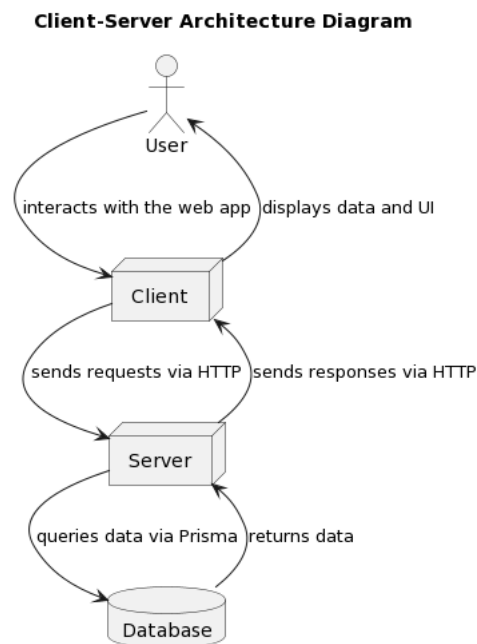 Client-Server Architecture Diagram
User
interacts with the web app
displays data and UI
Client
sends requests via HTTP
sends responses via HTTP
Server
queries data via Prisma
returns data
Database